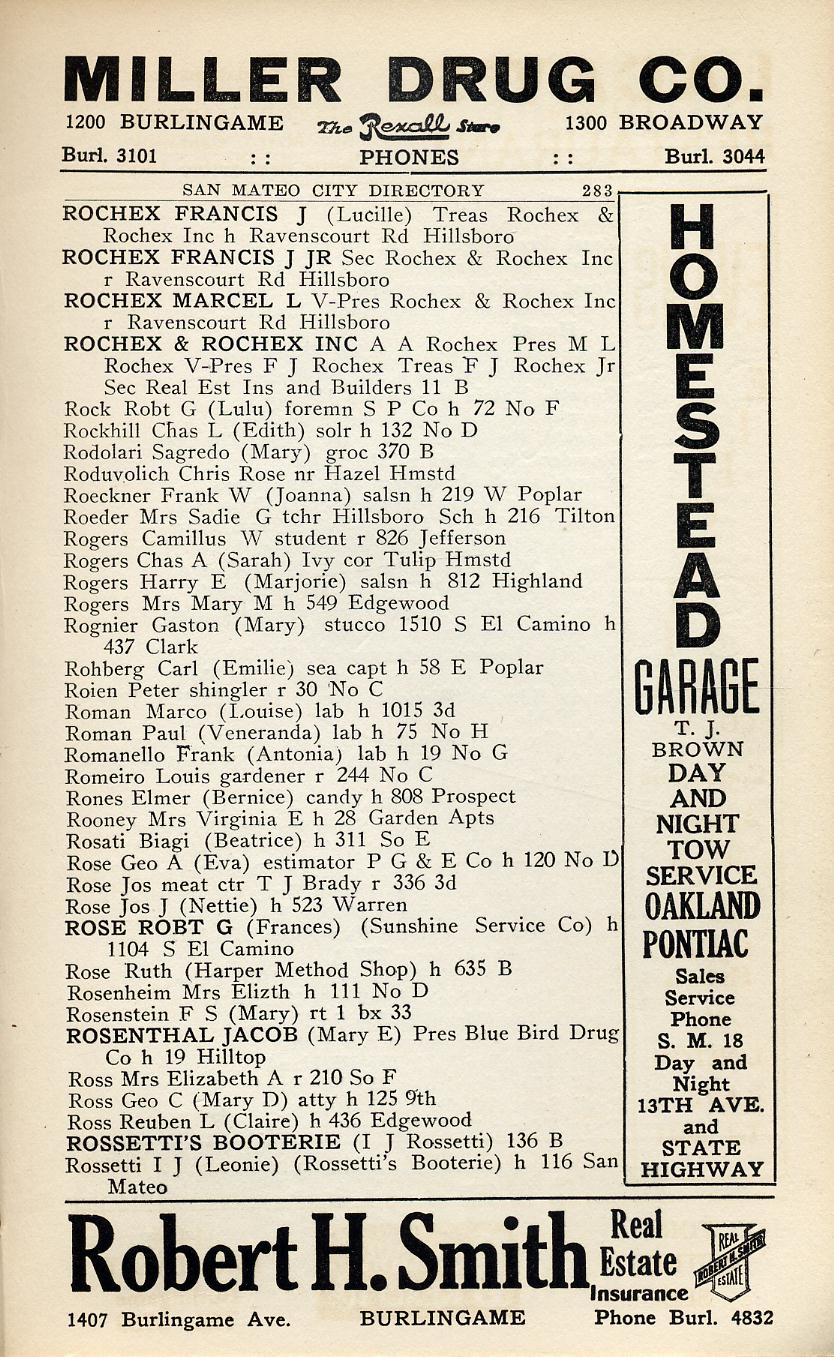 MILLER DRUG CO.
1200 BURLINGAME The Rexall Store 1300 BROADWAY
Burl. 3101 : : PHONES : : Burl. 3044
SAN MATEO CITY DIRECTORY 283
ROCHEX FRANCIS J (Lucille) Treas Rochex &
Rochex Inc h Ravenscourt Rd Hillsboro
ROCHEX FRANCIS J JR Sec Rochex & Rochex Inc
r Ravenscourt Rd Hillsboro
ROCHEX MARCEL L V-Pres Rochex & Rochex Inc
r Ravenscourt Rd Hillsboro
ROCHEX & ROCHEX INC A A Rochex Pres M L
Rochex V-Pres F J Rochex Treas F J Rochex Jr
Sec Real Est Ins and Builders 11 B
Rock Robt G (Lulu) foremn S P Co h 72 No F
Rockhill Chas L (Edith) solr h 132 No D
Rodolari Sagredo (Mary) groc 370 B
Roduvolich Chris Rose nr Hazel Hmstd
Roeckner Frank W (Joanna) salsn h 219 W Poplar
Roeder Mrs Sadie G tchr Hillsboro Sch h 216 Tilton
Rogers Camillus W student r 826 Jefferson
Rogers Chas A (Sarah) Ivy cor Tulip Hmstd
Rogers Harry E (Marjorie) salsn h 812 Highland
Rogers Mrs Mary M h 549 Edgewood
Rognier Gaston (Mary) stucco 1510 S El Camino h
437 Clark
Rohberg Carl (Emilie) sea capt h 58 E Poplar
Roien Peter shingler r 30 No C
Roman Marco (Louise) lab h 1015 3d
Roman Paul (Veneranda) lab h 75 No H
Romanello Frank (Antonia) lab h 19 No G
Romeiro Louis gardener r 244 No C
Rones Elmer (Bernice) candy h 808 Prospect
Rooney Mrs Virginia E h 28 Garden Apts
Rosati Biagi (Beatrice) h 311 So E
Rose Geo A (Eva) estimator P G & E Co h 120 No D
Rose Jos meat ctr T J Brady r 336 3d
Rose Jos J (Nettie) h 523 Warren
ROSE ROBT G (Frances) (Sunshine Service Co) h
1104 S El Camino
Rose Ruth (Harper Method Shop) h 635 B
Rosenheim Mrs Elizth h 111 No D
Rosenstein F S (Mary) rt 1 bx 33
ROSENTHAL JACOB (Mary E) Pres Blue Bird Drug
Co h 19 Hilltop
Ross Mrs Elizabeth A r 210 So F
Ross Geo C (Mary D) atty h 125 9th
Ross Reuben L (Claire) h 436 Edgewood
ROSSETTI'S BOOTERIE (I J Rossetti) 136 B
Rossetti I J (Leonie) (Rossetti's Booterie) h 116 San
Mateo
HOMESTEAD
GARAGE
T. J.
BROWN
DAY
AND
NIGHT
TOW
SERVICE
OAKLAND
PONTIAC
Sales
Service
Phone
S. M. 18
Day and
Night
13TH AVE.
and
STATE
HIGHWAY
Robert H. Smith
Real
Estate
Insurance
REAL
ROBERT H. SMITH
ESTATE
1407 Burlingame Ave. BURLINGAME Phone Burl. 4832